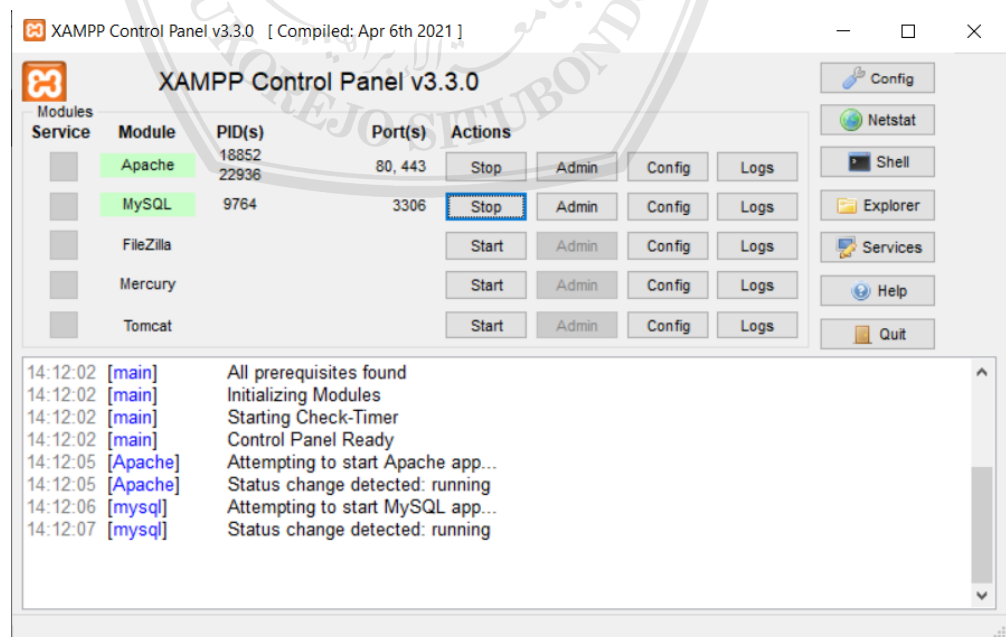 XAMPP Control Panel v3.3.0 [ Compiled: Apr 6th 2021 ]
XAMPP Control Panel v3.3.0
Config
Modules
Service Module PID(s) Port(s) Actions
Netstat
Apache 18852 22936 80, 443 Stop Admin Config Logs
Shell
MySQL 9764 3306 Stop Admin Config Logs
Explorer
FileZilla Start Admin Config Logs
Services
Mercury Start Admin Config Logs
Help
Tomcat Start Admin Config Logs
Quit
14:12:02 [main] All prerequisites found
14:12:02 [main] Initializing Modules
14:12:02 [main] Starting Check-Timer
14:12:02 [main] Control Panel Ready
14:12:05 [Apache] Attempting to start Apache app...
14:12:05 [Apache] Status change detected: running
14:12:06 [mysql] Attempting to start MySQL app...
14:12:07 [mysql] Status change detected: running